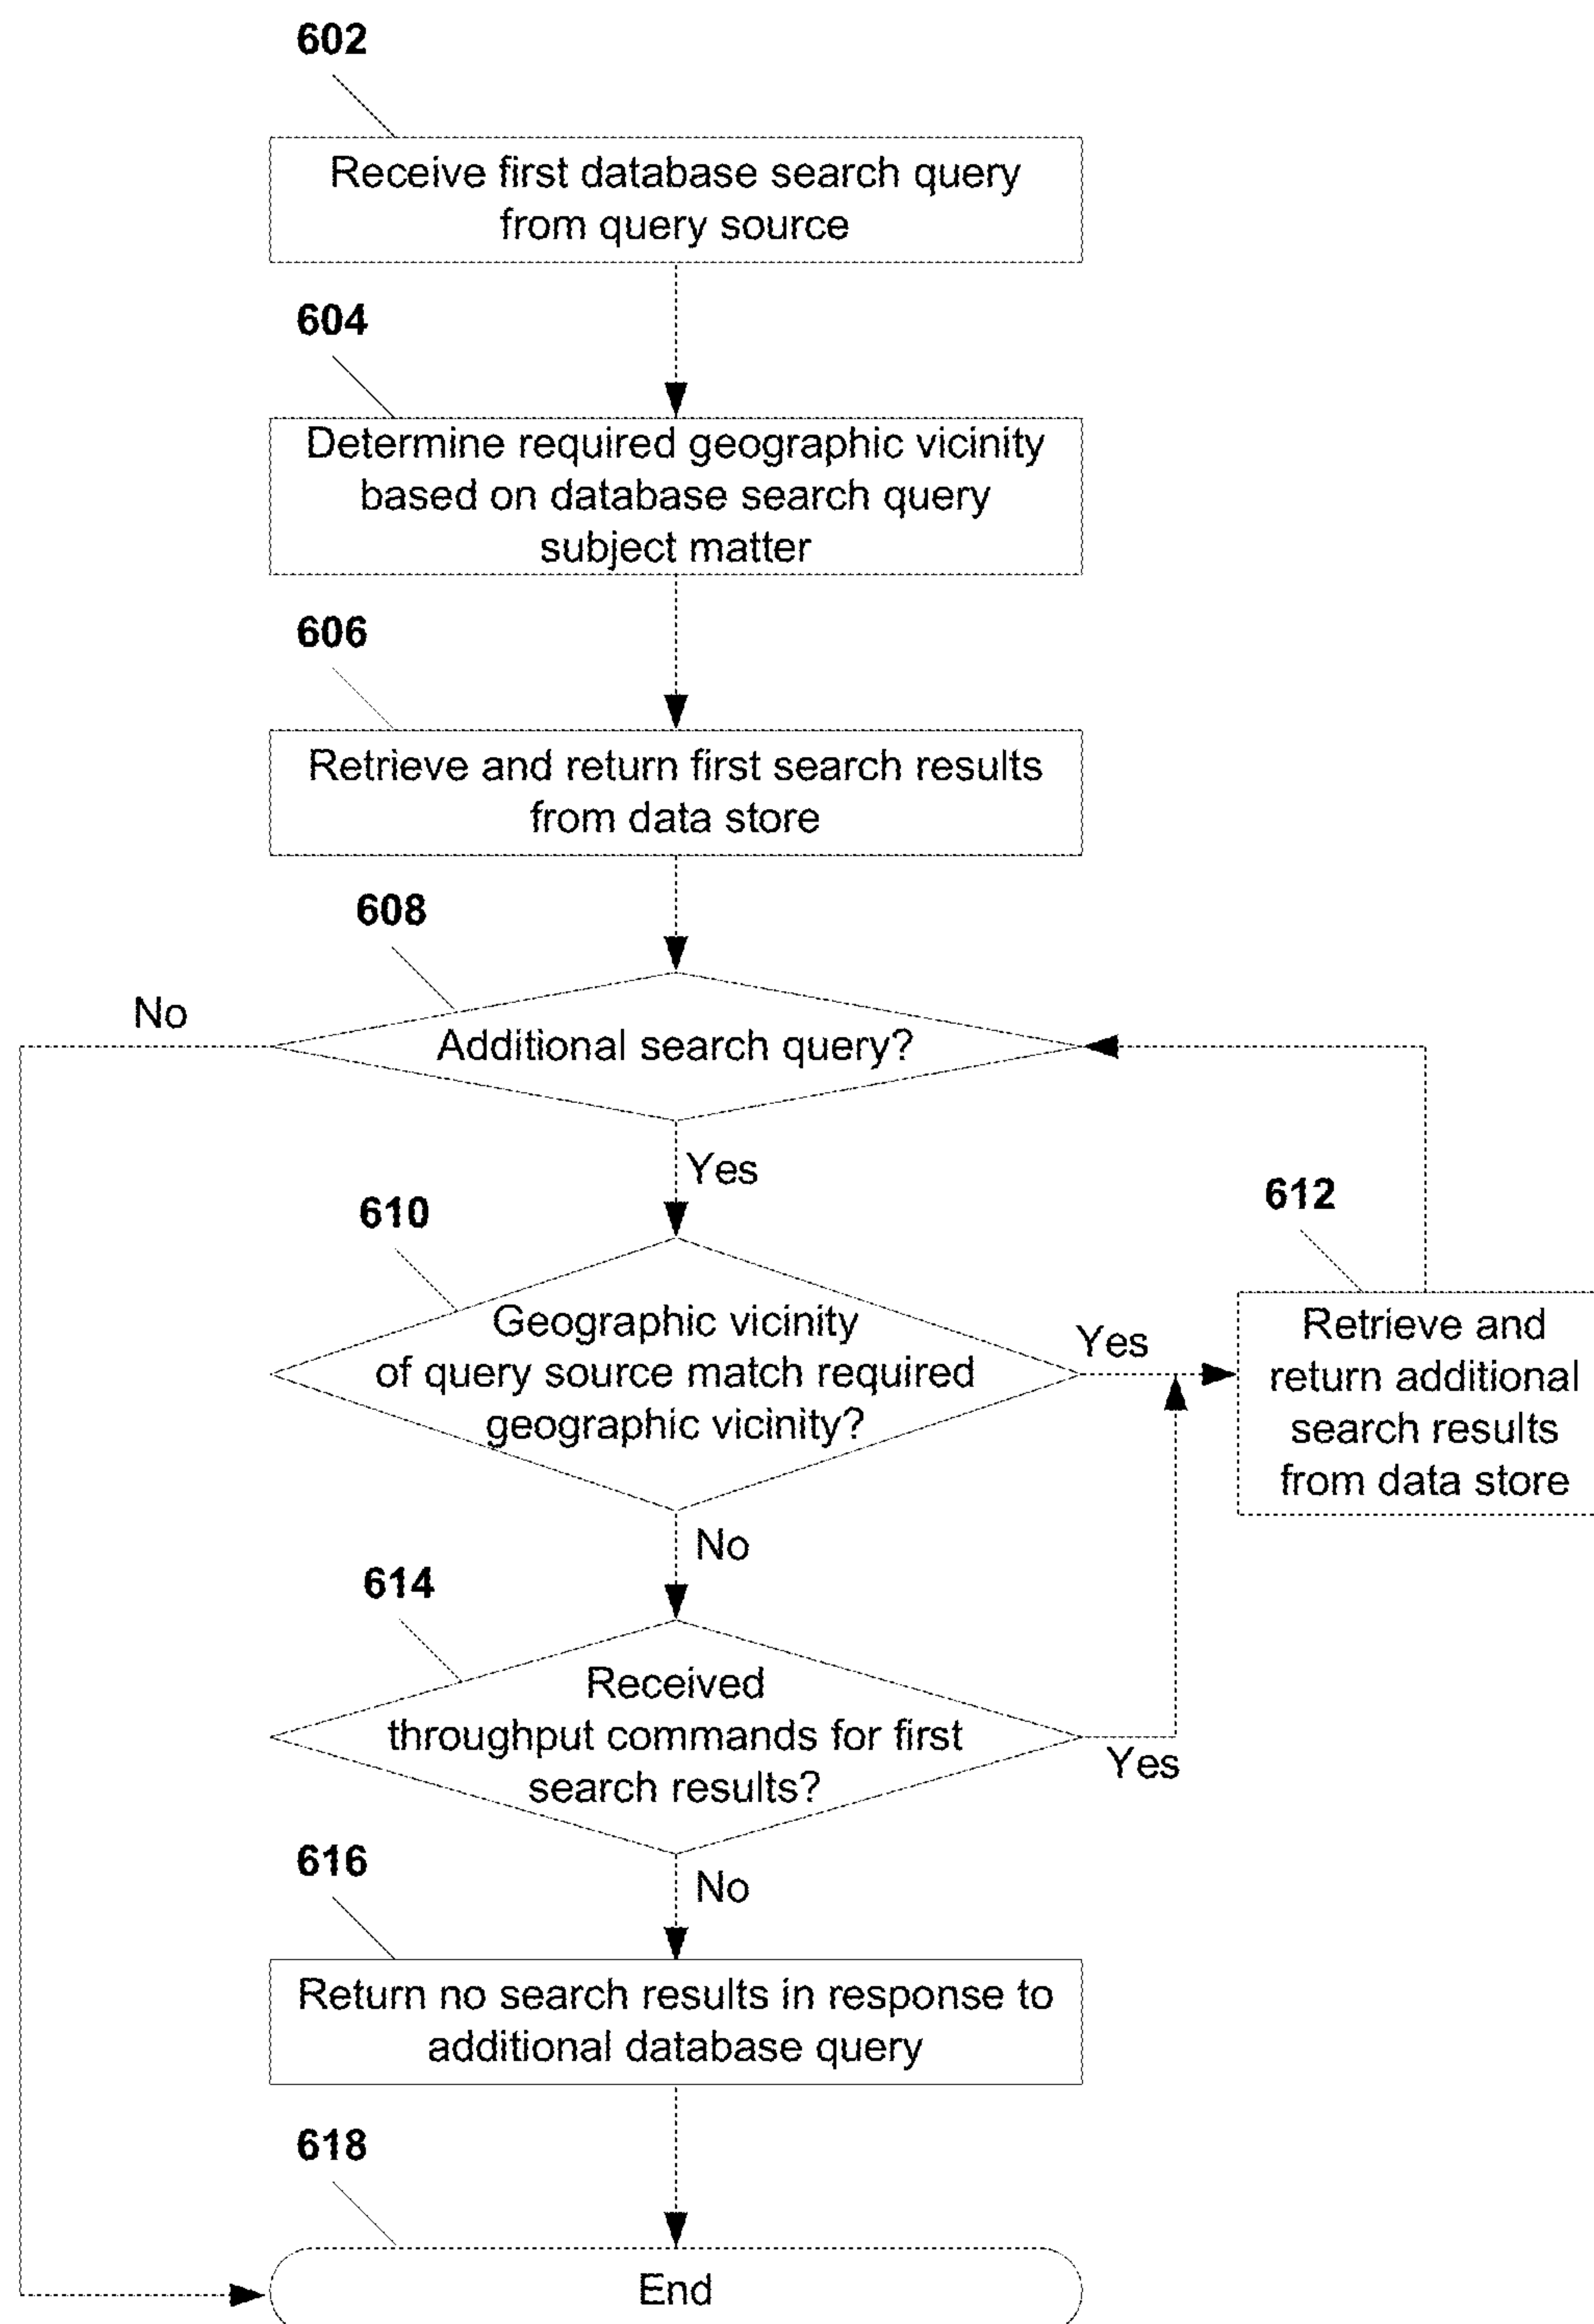 602
Receive first database search query
from query source
604
Determine required geographic vicinity
based on database search query
subject matter
606
Retrieve and return first search results
from data store
608
No
Additional search query?
Yes
610
612
Geographic vicinity
of query source match required
geographic vicinity?
Yes
Retrieve and
return additional
search results
from data store
No
614
Received
throughput commands for first
search results?
Yes
616
No
Return no search results in response to
additional database query
618
End